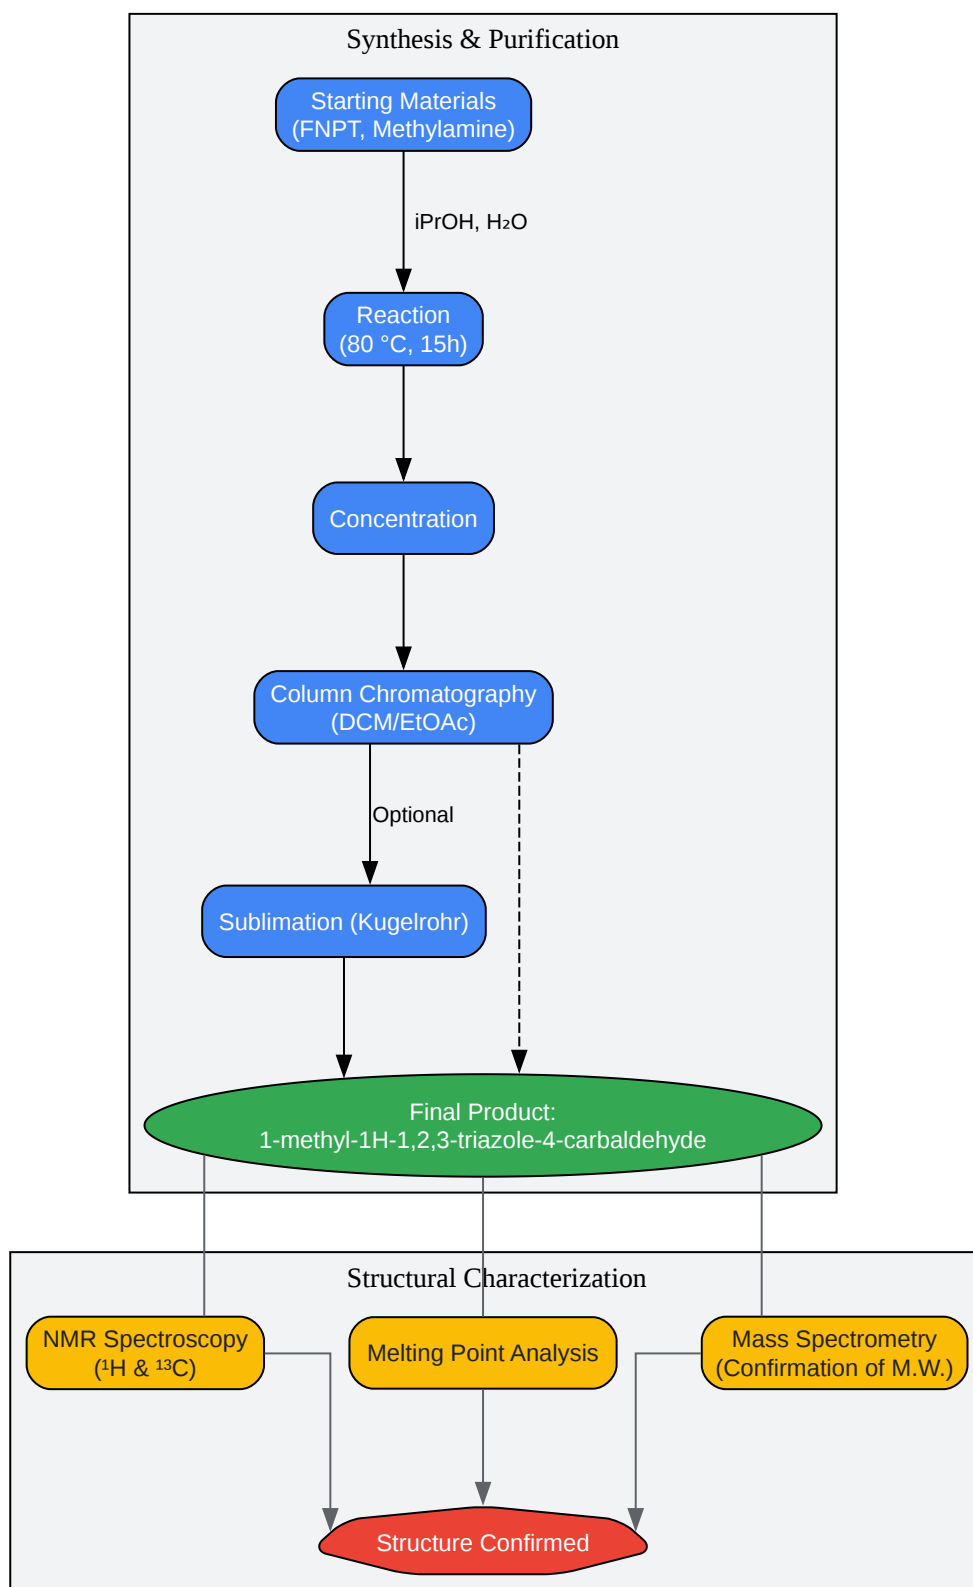 Synthesis & Purification
Starting Materials
(FNPT, Methylamine)
iPrOH, H₂O
Reaction
(80 °C, 15h)
Concentration
Column Chromatography
(DCM/EtOAc)
Optional
Sublimation (Kugelrohr)
Final Product:
1-methyl-1H-1,2,3-triazole-4-carbaldehyde
Structural Characterization
NMR Spectroscopy
(¹H & ¹³C)
Melting Point Analysis
Mass Spectrometry
(Confirmation of M.W.)
Structure Confirmed